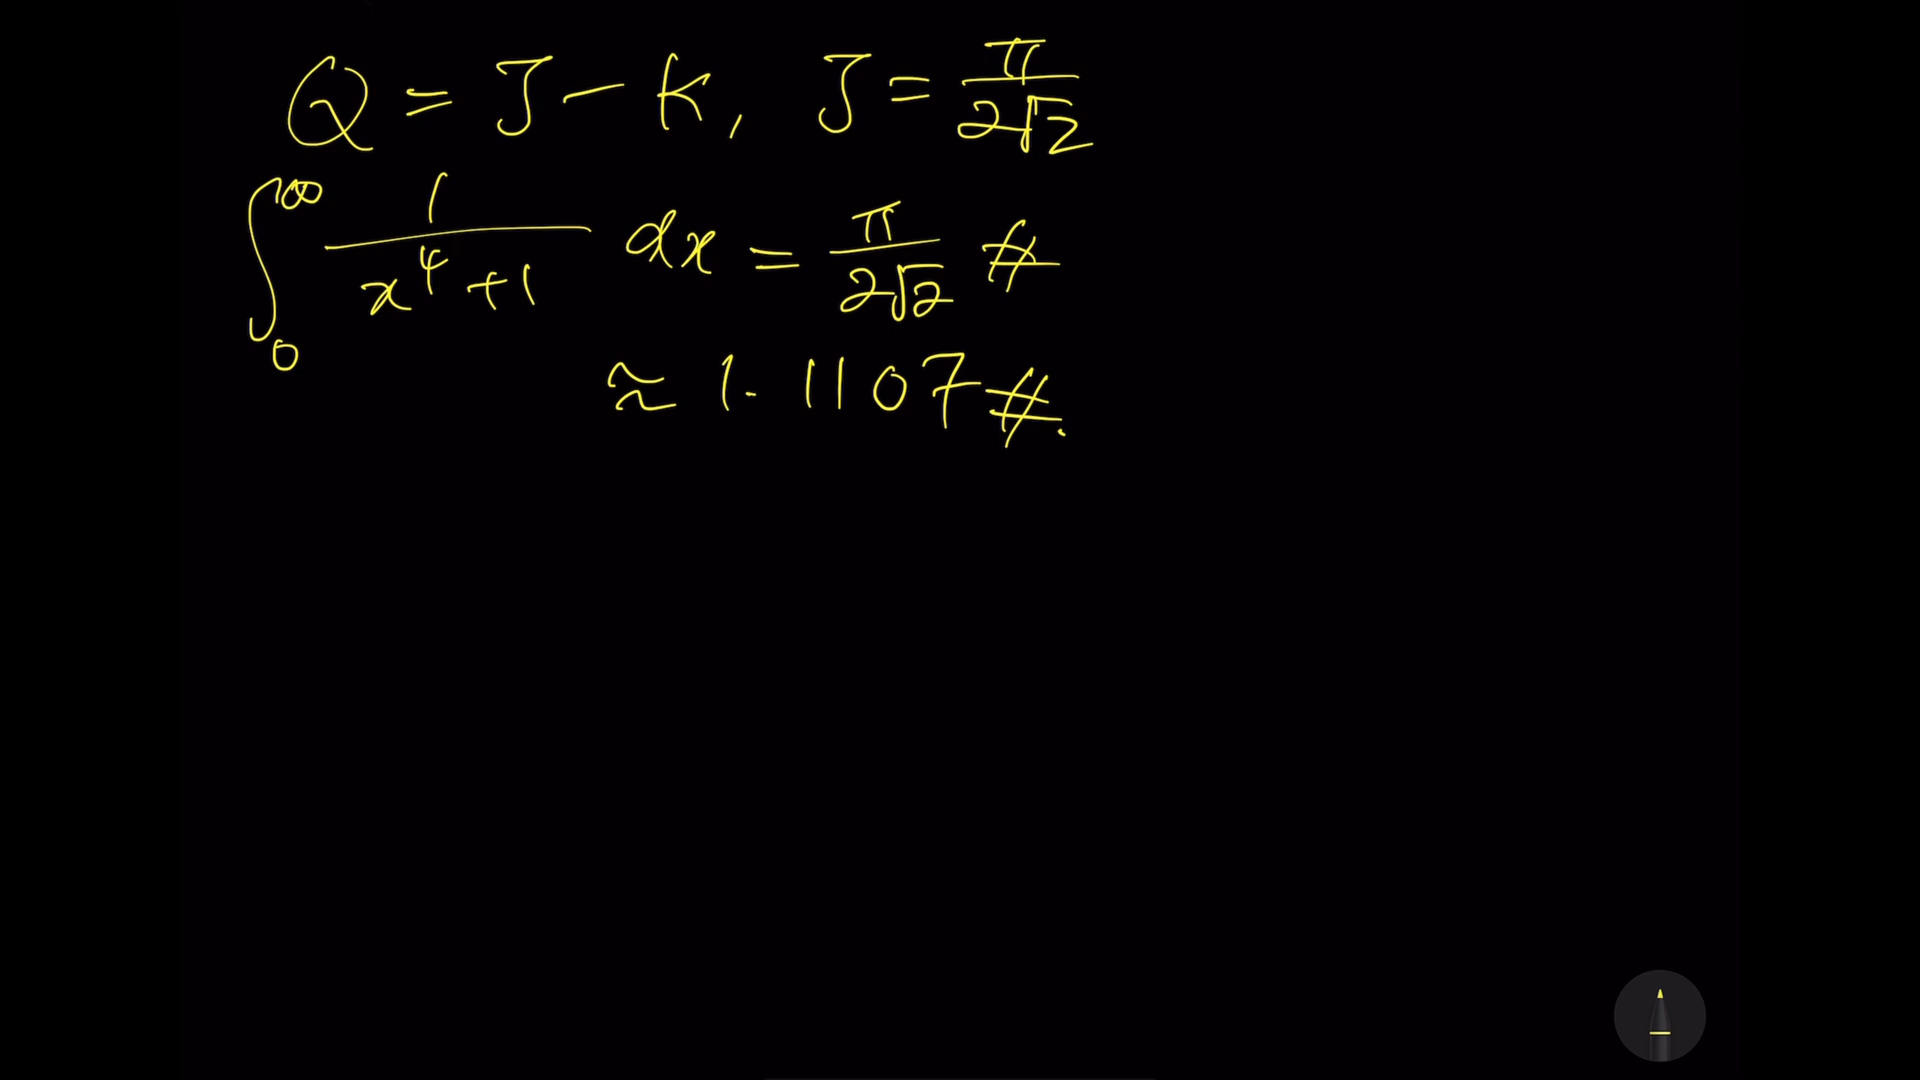 Q = J − K, J = π/2√2
∫₀^∞ 1/(x⁴+1) dx = π/2√2 #
≈ 1.1107 #.